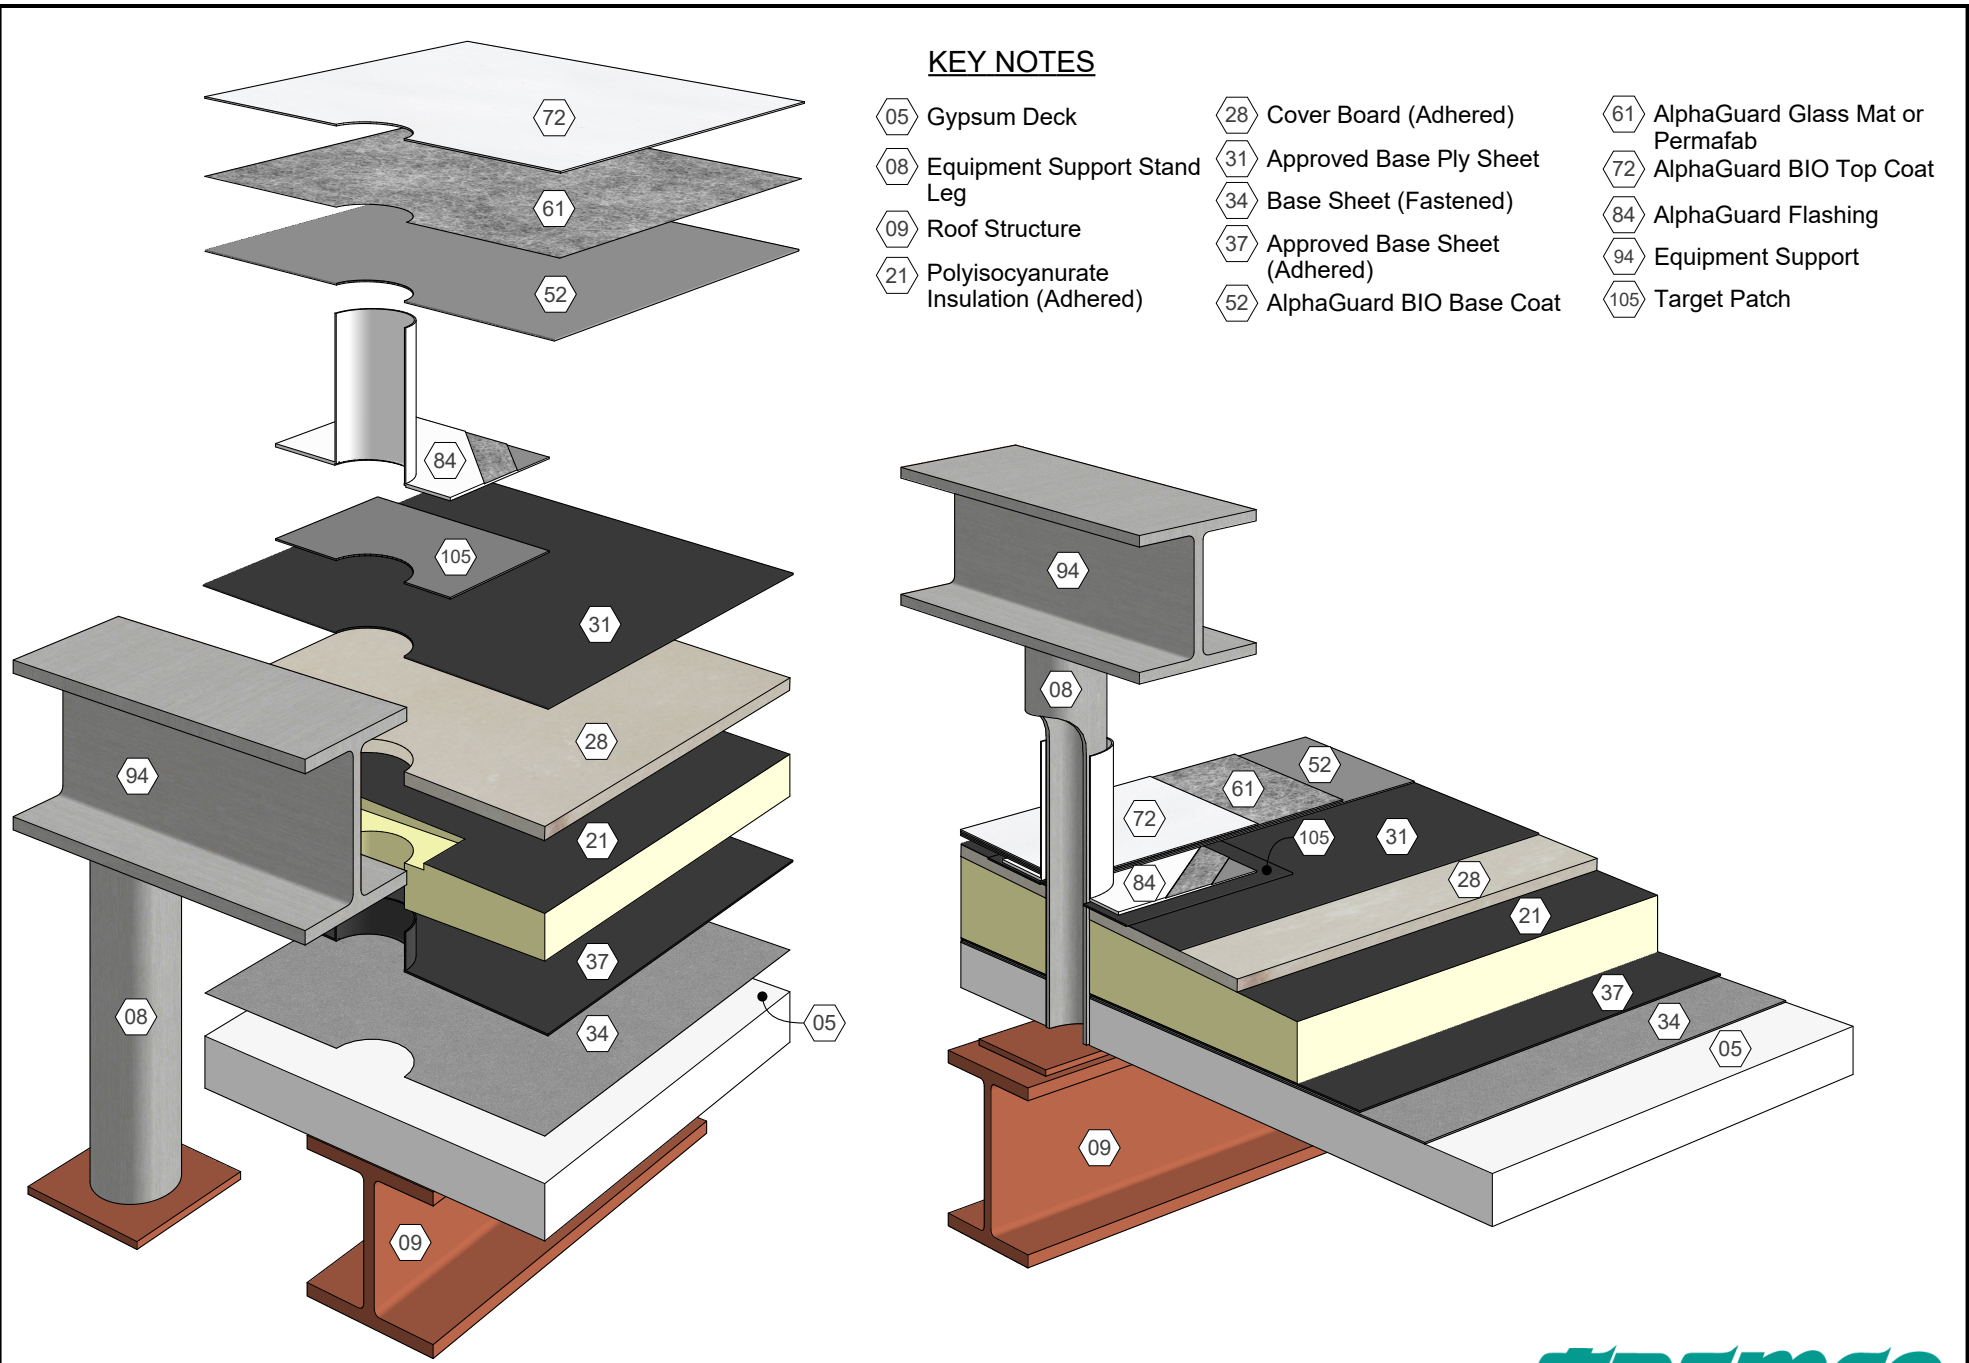 KEY NOTES
05 Gypsum Deck
08 Equipment Support Stand
Leg
09 Roof Structure
21 Polyisocyanurate
Insulation (Adhered)
28 Cover Board (Adhered)
31 Approved Base Ply Sheet
34 Base Sheet (Fastened)
37 Approved Base Sheet
(Adhered)
52 AlphaGuard BIO Base Coat
61 AlphaGuard Glass Mat or
Permafab
72 AlphaGuard BIO Top Coat
84 AlphaGuard Flashing
94 Equipment Support
105 Target Patch
72
61
52
84
105
31
28
94
21
37
08
34
05
09
94
08
52
61
72
105
31
84
28
21
37
34
05
09